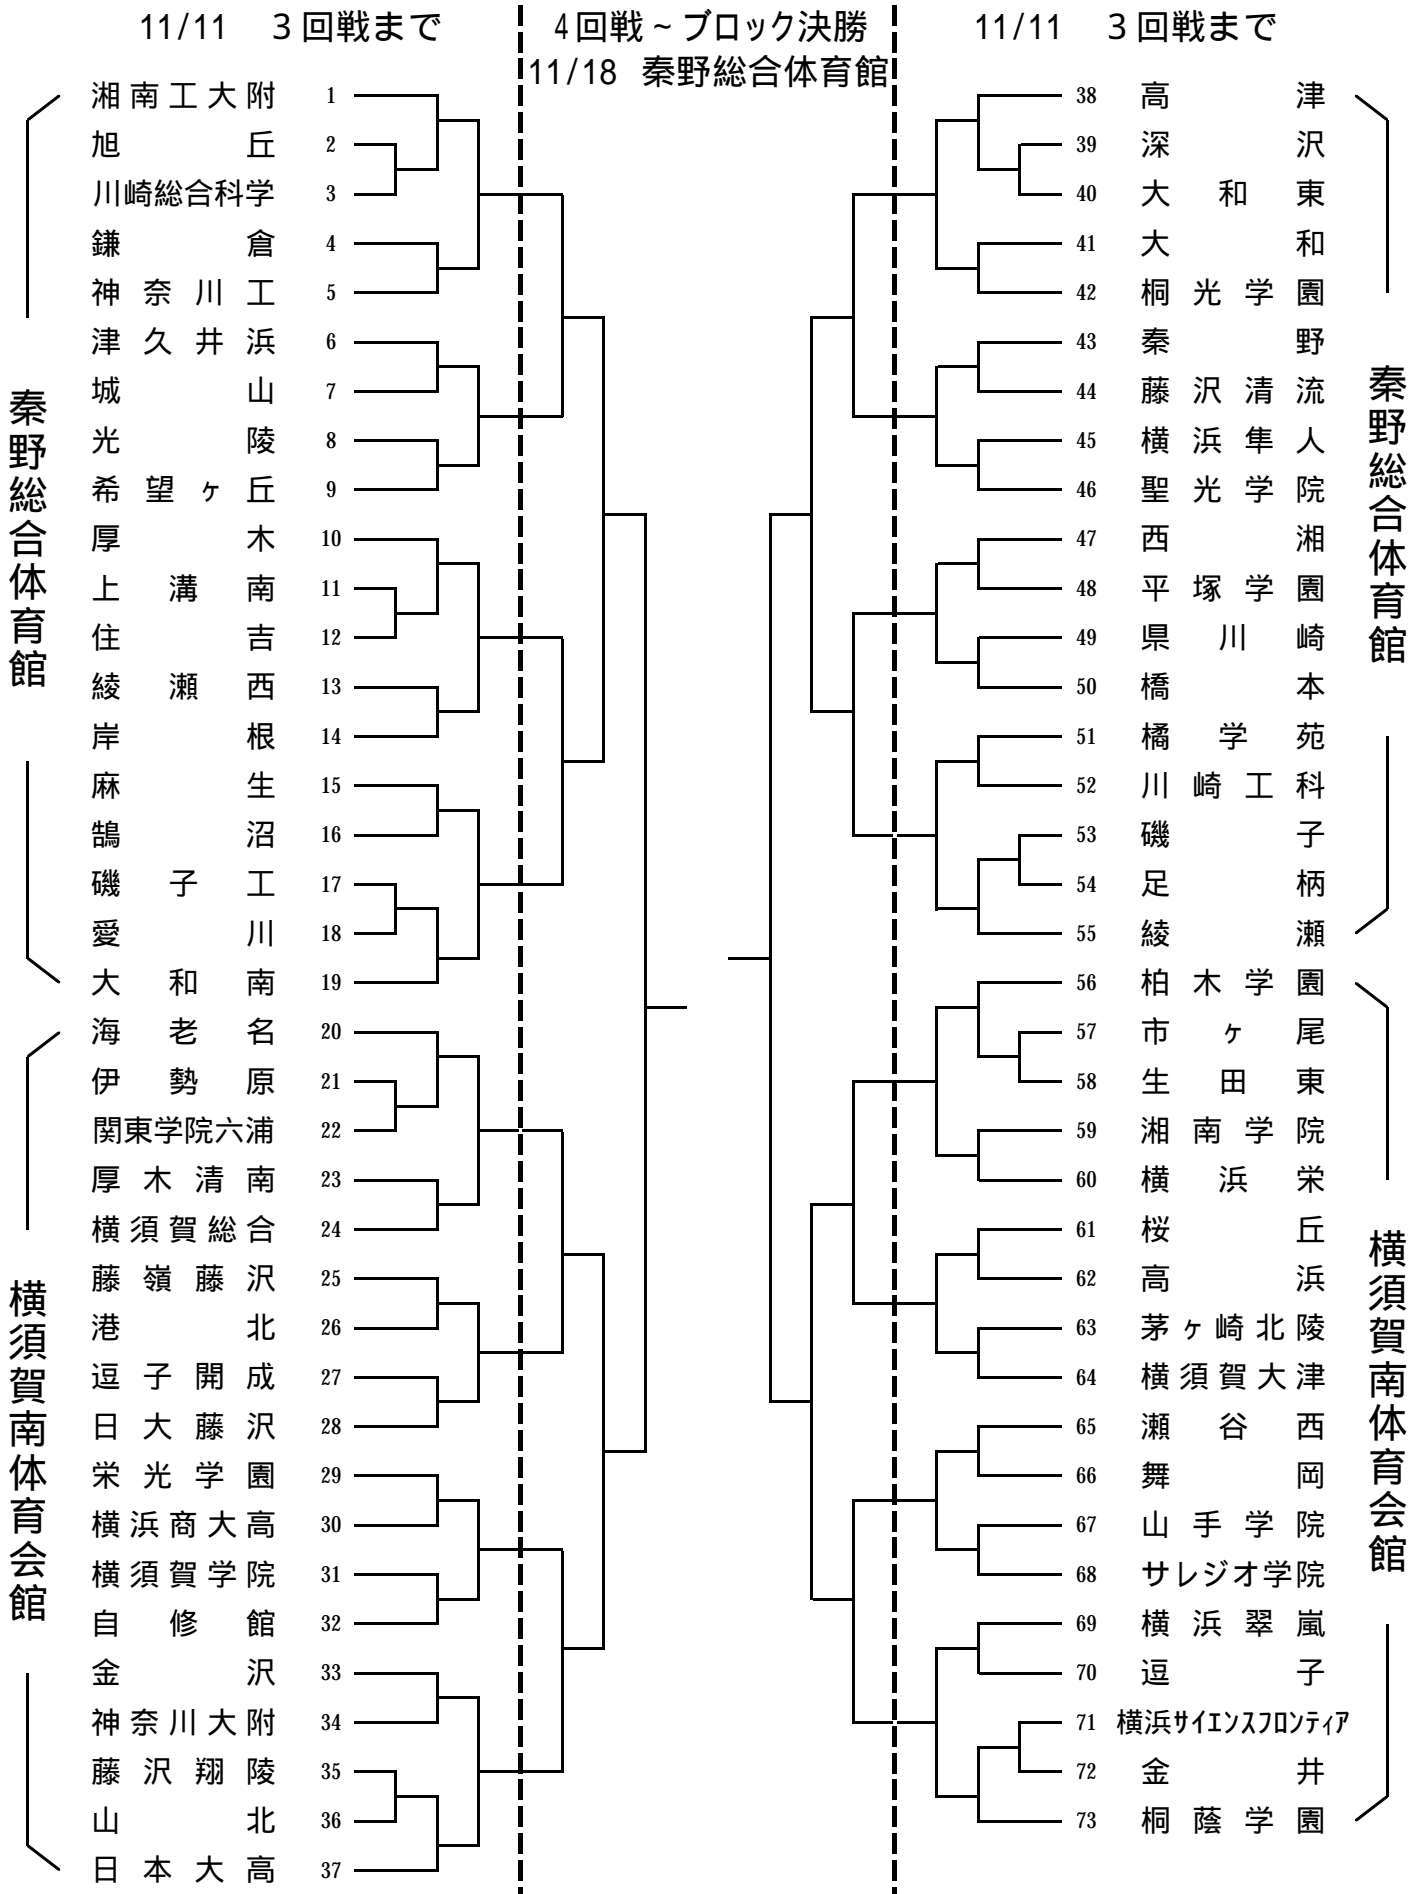 11/11 3回戦まで
4回戦~ブロック決勝
11/18 秦野総合体育館
11/11 3回戦まで
秦野総合体育館
横須賀南体育会館
湘南工大附 1
旭丘 2
川崎総合科学 3
鎌倉 4
神奈川工 5
津久井浜 6
城山 7
光陵 8
希望ヶ丘 9
厚木 10
上溝南 11
住吉 12
綾瀬西 13
岸根 14
麻生 15
鵠沼 16
磯子工 17
愛川 18
大和南 19
海老名 20
伊勢原 21
関東学院六浦 22
厚木清南 23
横須賀総合 24
藤嶺藤沢 25
港北 26
逗子開成 27
日大藤沢 28
栄光学園 29
横浜商大高 30
横須賀学院 31
自修館 32
金沢 33
神奈川大附 34
藤沢翔陵 35
山北 36
日本大高 37
38 高津
39 深沢
40 大和東
41 大和
42 桐光学園
43 秦野
44 藤沢清流
45 横浜隼人
46 聖光学院
47 西湘
48 平塚学園
49 県川崎
50 橋本
51 橘学苑
52 川崎工科
53 磯子
54 足柄
55 綾瀬
56 柏木学園
57 市ヶ尾
58 生田東
59 湘南学院
60 横浜栄
61 桜丘
62 高浜
63 茅ヶ崎北陵
64 横須賀大津
65 瀬谷西
66 舞岡
67 山手学院
68 サレジオ学院
69 横浜翠嵐
70 逗子
71 横浜サイエンスフロンティア
72 金井
73 桐蔭学園
秦野総合体育館
横須賀南体育会館